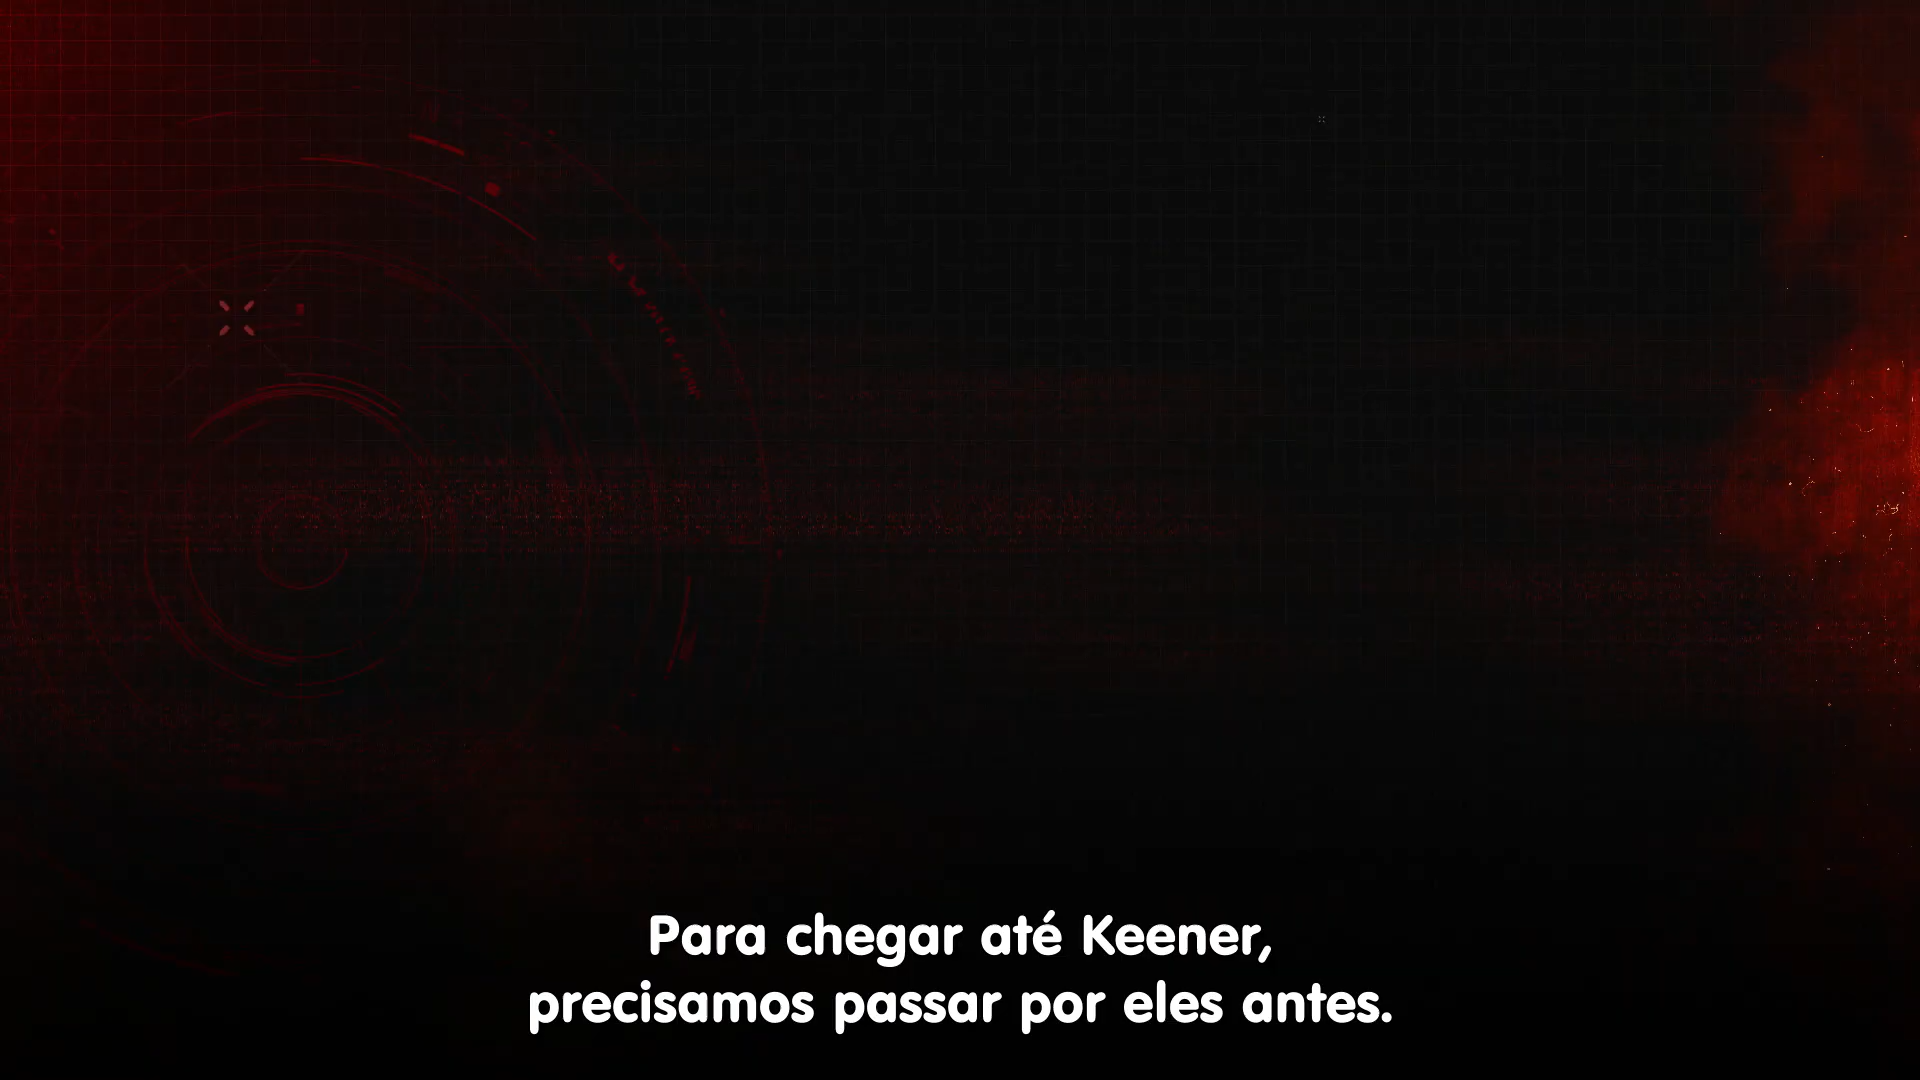 Para chegar até Keener,
precisamos passar por eles antes.